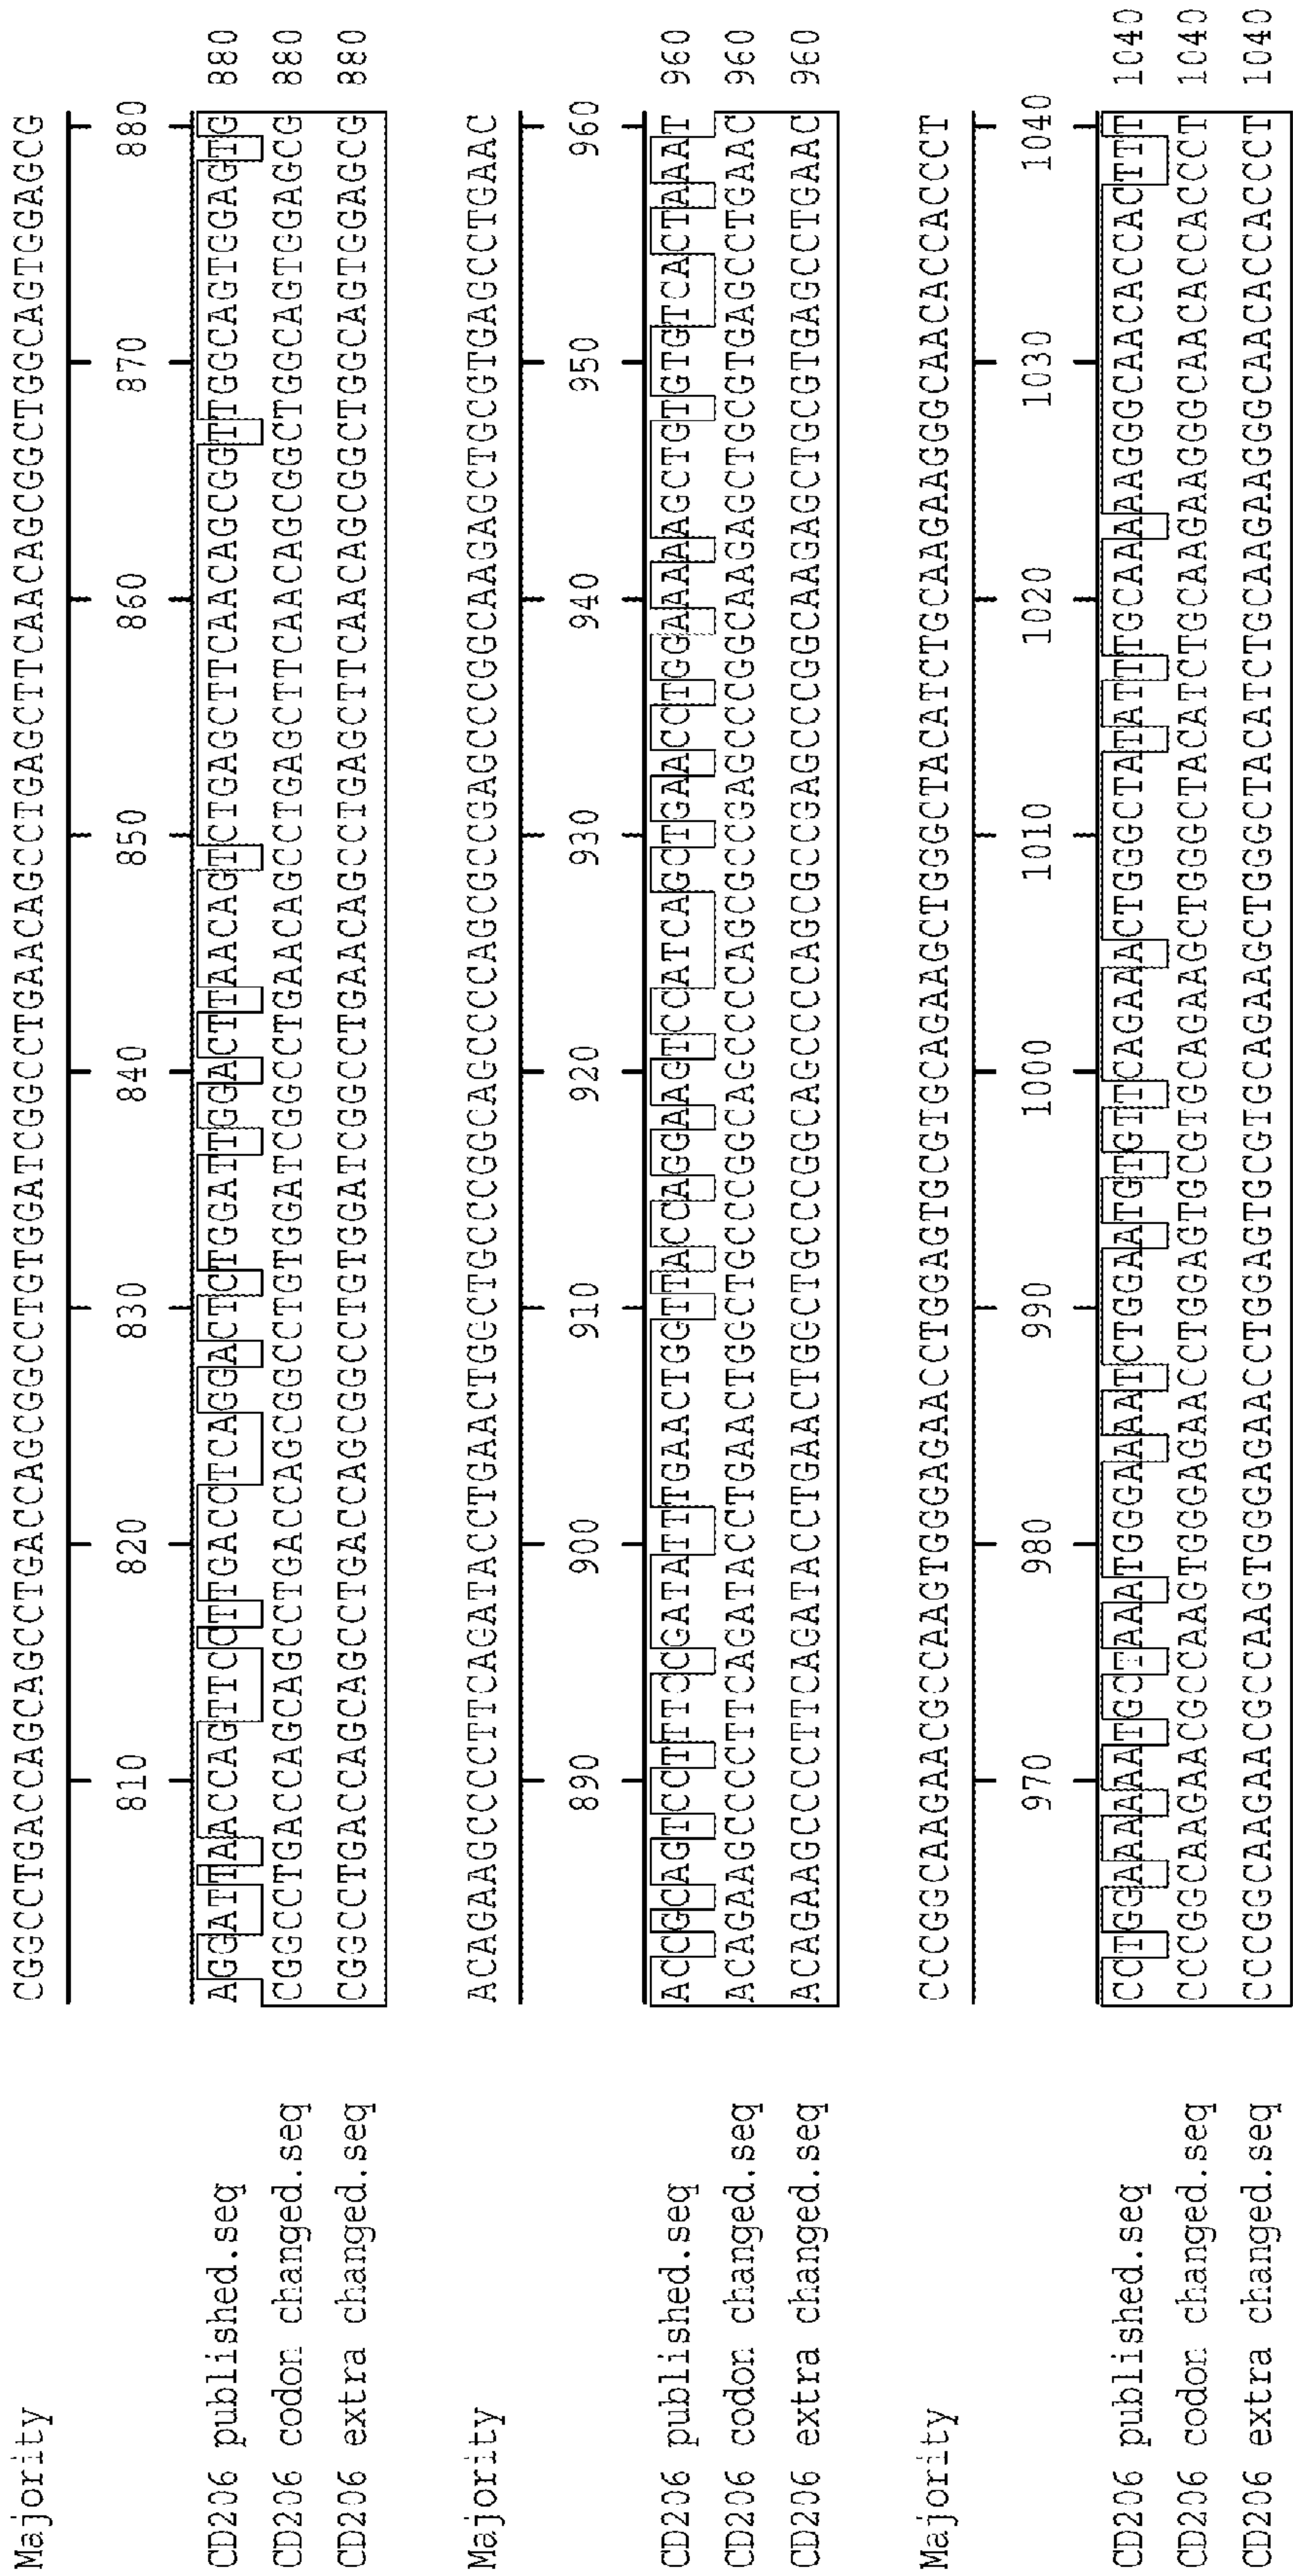 Majority CGGCCTGACCAGCAGCCTGACCAGCGGCCTGTGGATCGGCCTGAACAGCCTGAGCTTCAACAGCGGCTGGCAGTGGAGCG
810 820 830 840 850 860 870 880
CD206 published.seq AGGATTAACCAGTTCCTTGACCTCAGGACTCTGGATTGGACTTAACAGTCTGAGCTTCAACAGCGGTTGGCAGTGGAGTG 880
CD206 codon changed.seq CGGCCTGACCAGCAGCCTGACCAGCGGCCTGTGGATCGGCCTGAACAGCCTGAGCTTCAACAGCGGCTGGCAGTGGAGCG 880
CD206 extra changed.seq CGGCCTGACCAGCAGCCTGACCAGCGGCCTGTGGATCGGCCTGAACAGCCTGAGCTTCAACAGCGGCTGGCAGTGGAGCG 880
Majority ACAGAAGCCCCTTCAGATACCTGAACTGGCTGCCCGGCAGCCCCAGCGCCGAGCCCGGCAAGAGCTGCGTGAGCCTGAAC
890 900 910 920 930 940 950 960
CD206 published.seq ACCGCAGTCCTTTCCGATATTTGAACTGGTTACCAGGAAGTCCATCAGCTGAACCTGGAAAAAGCTGTGTGTCACTAAAT 960
CD206 codon changed.seq ACAGAAGCCCCTTCAGATACCTGAACTGGCTGCCCGGCAGCCCCAGCGCCGAGCCCGGCAAGAGCTGCGTGAGCCTGAAC 960
CD206 extra changed.seq ACAGAAGCCCCTTCAGATACCTGAACTGGCTGCCCGGCAGCCCCAGCGCCGAGCCCGGCAAGAGCTGCGTGAGCCTGAAC 960
Majority CCCGGCAAGAACGCCAAGTGGGAGAACCTGGAGTGCGTGCAGAAGCTGGGCTACATCTGCAAGAAGGGCAACACCACCCT
970 980 990 1000 1010 1020 1030 1040
CD206 published.seq CCTGGAAAAAATGCTAAATGGGAAAATCTGGAATGTGTTCAGAAACTGGGCTATATTTGCAAAAAGGGCAACACCACTTT 1040
CD206 codon changed.seq CCCGGCAAGAACGCCAAGTGGGAGAACCTGGAGTGCGTGCAGAAGCTGGGCTACATCTGCAAGAAGGGCAACACCACCCT 1040
CD206 extra changed.seq CCCGGCAAGAACGCCAAGTGGGAGAACCTGGAGTGCGTGCAGAAGCTGGGCTACATCTGCAAGAAGGGCAACACCACCCT 1040